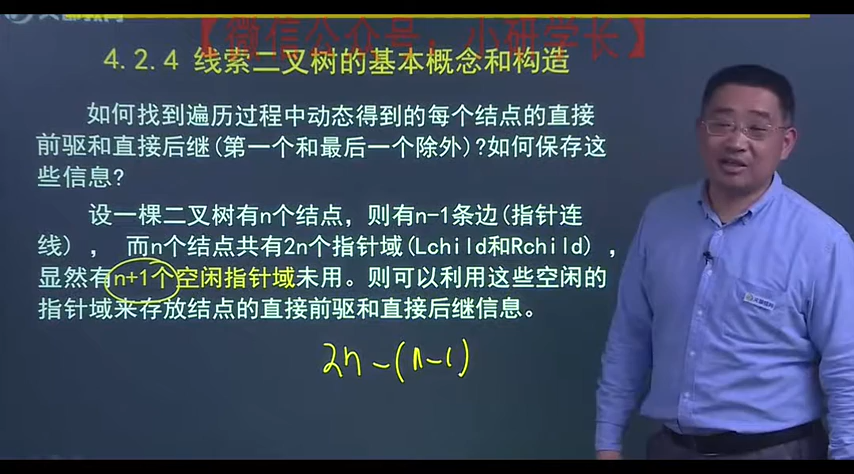 【微信公众号：小研学长】
4.2.4 线索二叉树的基本概念和构造
如何找到遍历过程中动态得到的每个结点的直接
前驱和直接后继(第一个和最后一个除外)?如何保存这
些信息?
设一棵二叉树有n个结点，则有n-1条边(指针连
线)，而n个结点共有2n个指针域(Lchild和Rchild)，
显然有n+1个空闲指针域未用。则可以利用这些空闲的
指针域来存放结点的直接前驱和直接后继信息。
2n-(n-1)